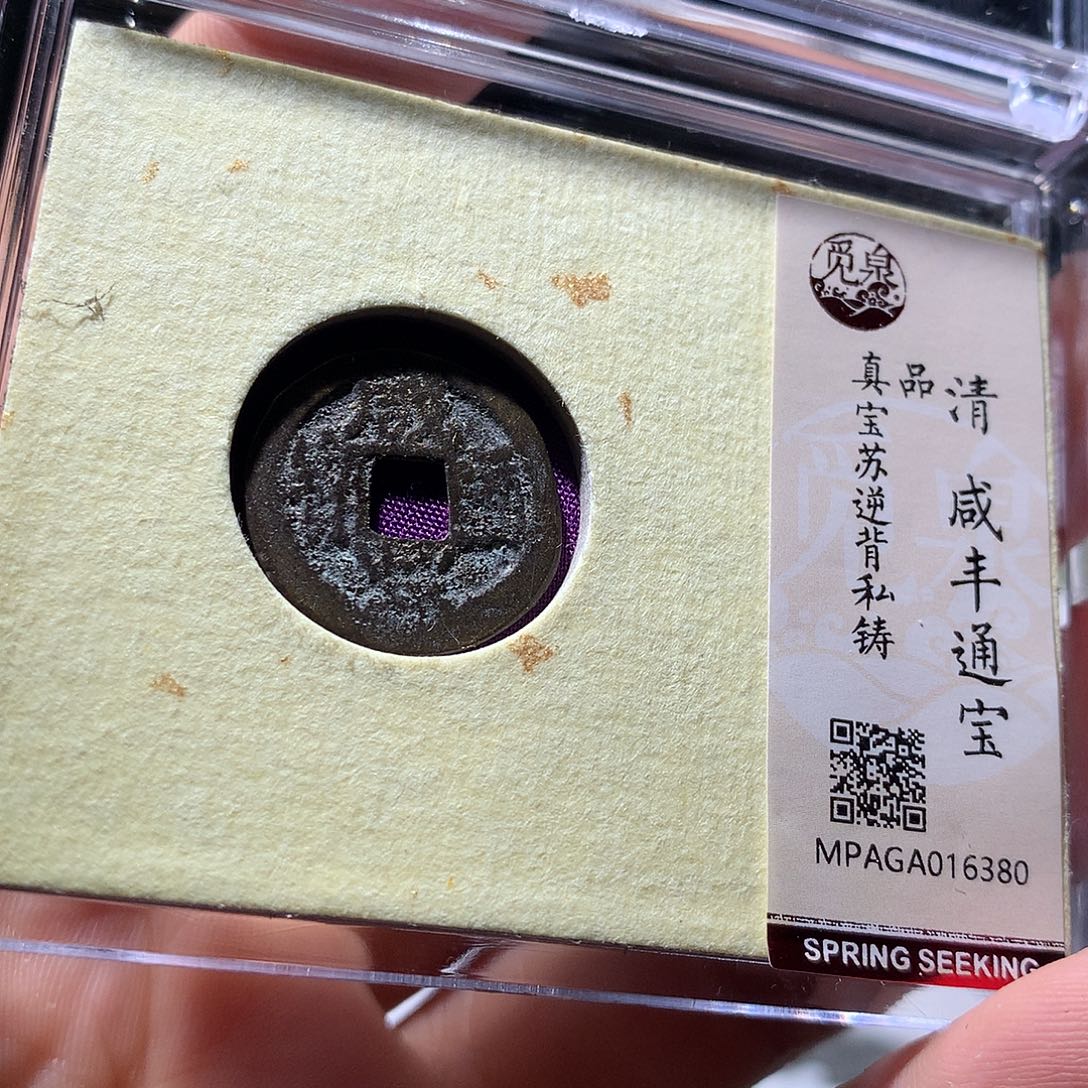 觅泉
清 咸丰通宝
真品
宝苏逆背私铸
MPAGA016380
SPRING SEEKING